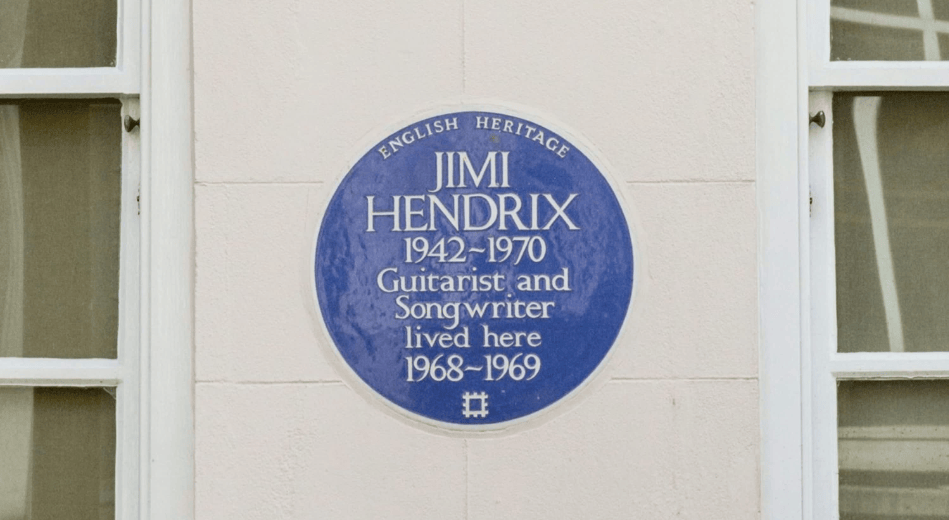 ENGLISH HERITAGE
JIMI
HENDRIX
1942~1970
Guitarist and
Songwriter
lived here
1968~1969